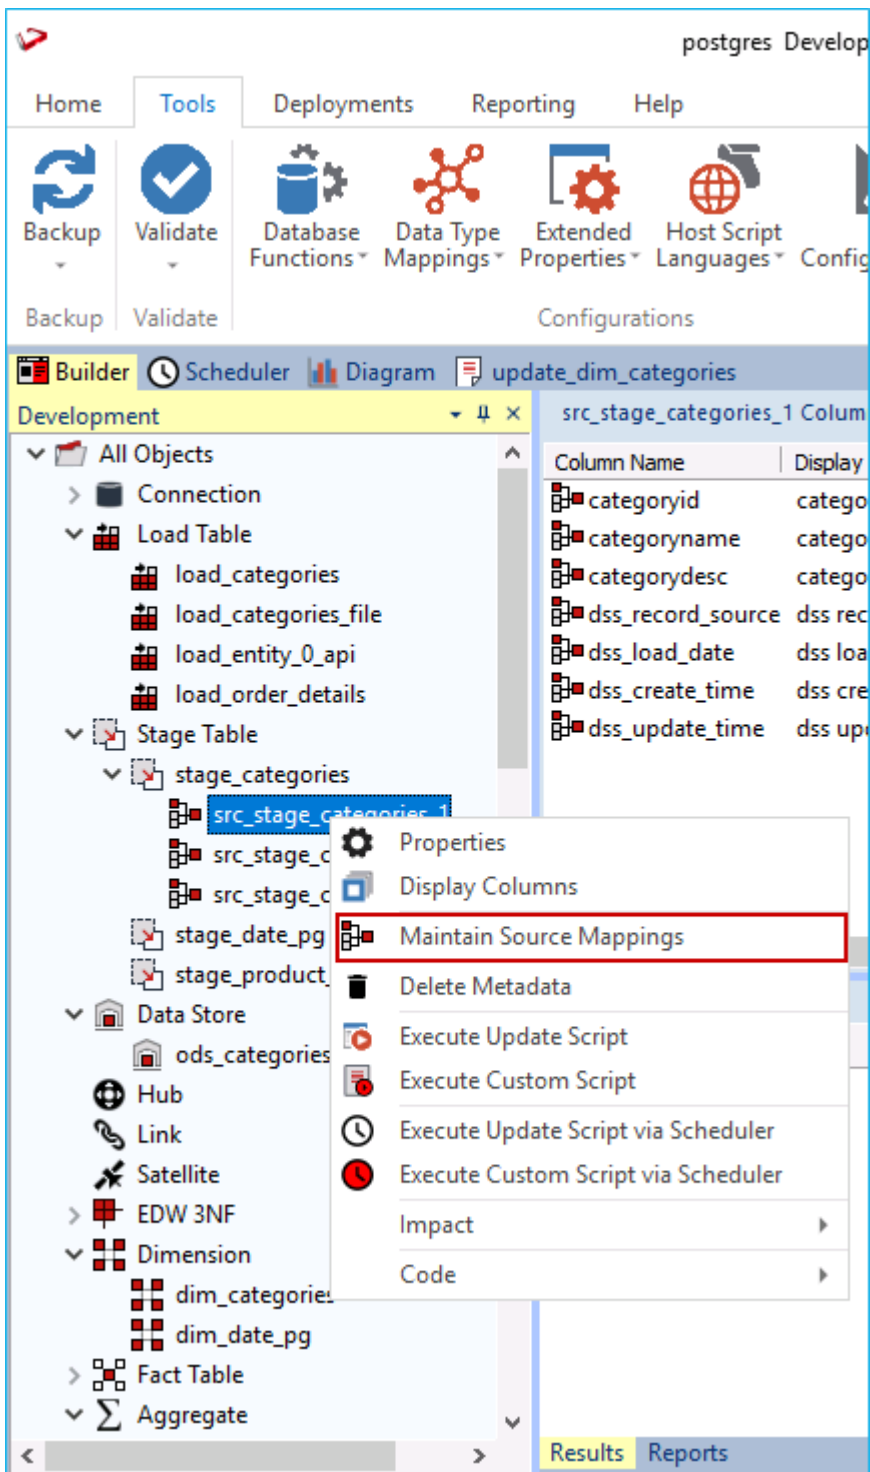 postgres Develop
Home Tools Deployments Reporting Help
Backup Validate Database Functions Data Type Mappings Extended Properties Host Script Languages Config
Backup Validate Configurations
Builder Scheduler Diagram update_dim_categories
Development
src_stage_categories_1 Colum
All Objects
Column Name Display
Connection
categoryid catego
Load Table
categoryname catego
load_categories
categorydesc catego
load_categories_file
dss_record_source dss rec
load_entity_0_api
dss_load_date dss loa
load_order_details
dss_create_time dss cre
Stage Table
dss_update_time dss upd
stage_categories
src_stage_categories_1
Properties
src_stage_c
Display Columns
src_stage_c
stage_date_pg
Maintain Source Mappings
stage_product_
Delete Metadata
Data Store
Execute Update Script
ods_categories
Execute Custom Script
Hub
Link
Execute Update Script via Scheduler
Satellite
Execute Custom Script via Scheduler
EDW 3NF
Impact
Dimension
Code
dim_categories
dim_date_pg
Fact Table
Aggregate
Results Reports